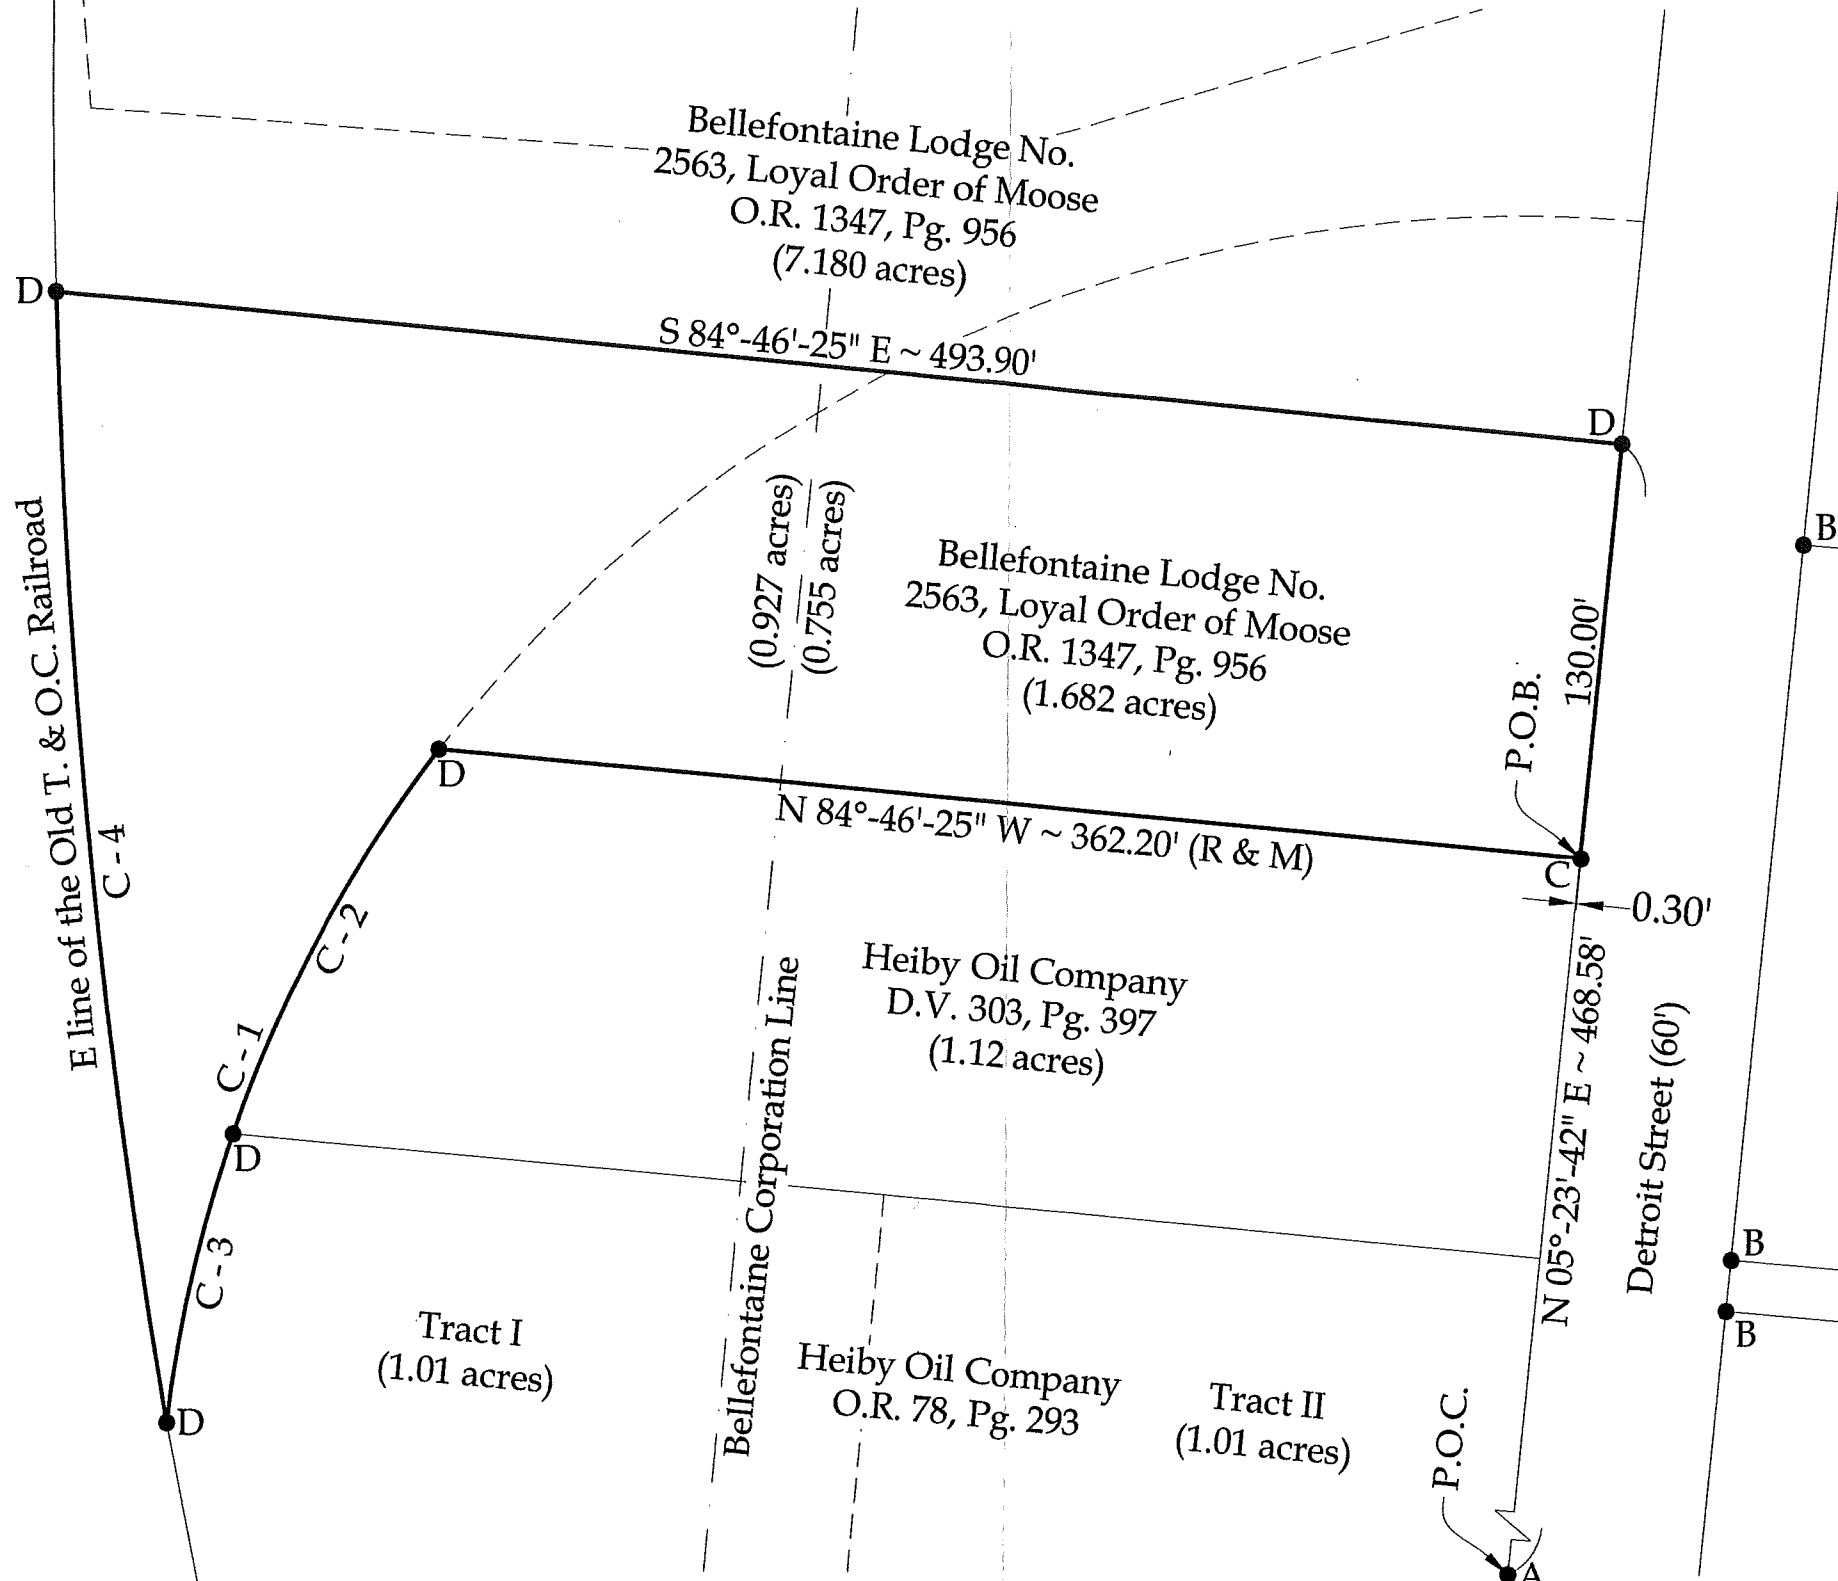 Bellefontaine Lodge No.
2563, Loyal Order of Moose
O.R. 1347, Pg. 956
(7.180 acres)
D
S 84°-46'-25" E ~ 493.90'
D
B
(0.927 acres)
(0.755 acres)
Bellefontaine Lodge No.
2563, Loyal Order of Moose
O.R. 1347, Pg. 956
(1.682 acres)
130.00'
P.O.B.
E line of the Old T. & O.C. Railroad
C - 4
D
N 84°-46'-25" W ~ 362.20' (R & M)
C
0.30'
C - 2
Heiby Oil Company
D.V. 303, Pg. 397
(1.12 acres)
C - 1
D
N 05°-23'-42" E ~ 468.58'
Detroit Street (60')
Bellefontaine Corporation Line
B
B
C - 3
Tract I
(1.01 acres)
Heiby Oil Company
O.R. 78, Pg. 293
Tract II
(1.01 acres)
D
P.O.C.
A